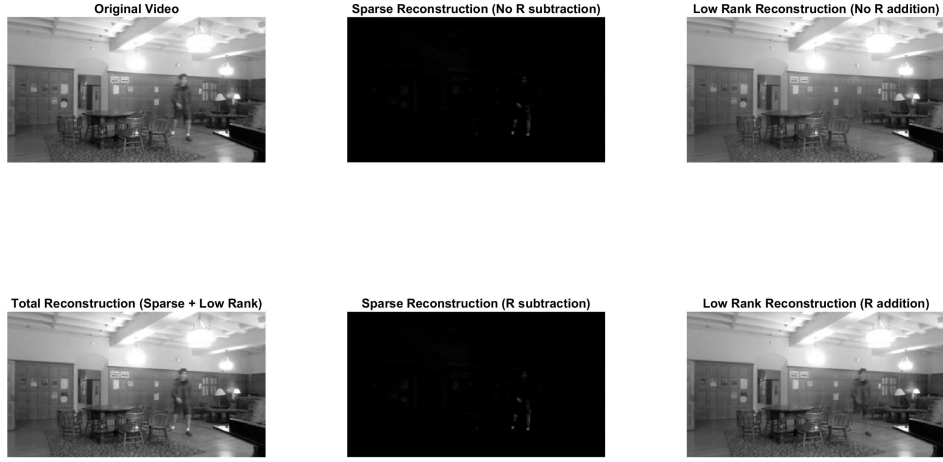 Original Video
Sparse Reconstruction (No R subtraction)
Low Rank Reconstruction (No R addition)
Total Reconstruction (Sparse + Low Rank)
Sparse Reconstruction (R subtraction)
Low Rank Reconstruction (R addition)